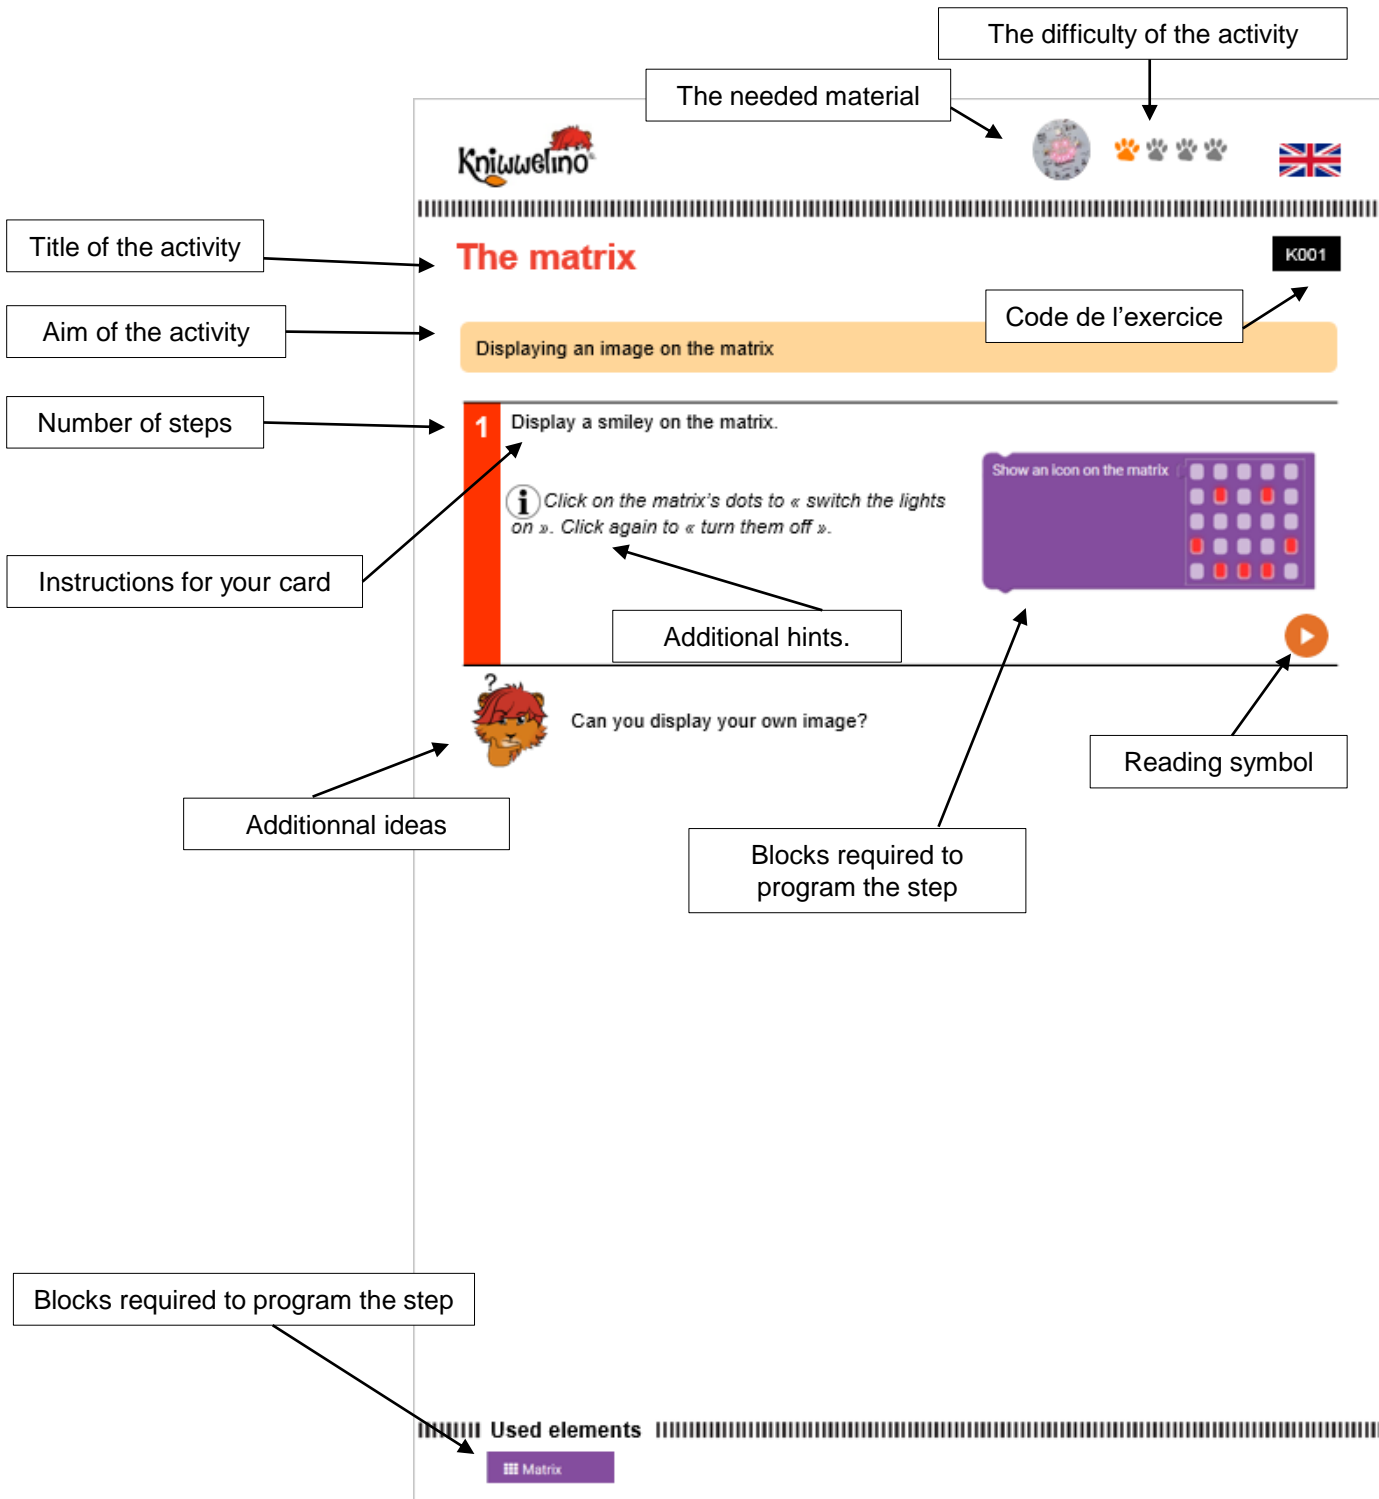 The difficulty of the activity
The needed material
Kniwwelino
Title of the activity
The matrix
K001
Code de l’exercice
Aim of the activity
Displaying an image on the matrix
Number of steps
1
Display a smiley on the matrix.
Show an icon on the matrix
i Click on the matrix’s dots to « switch the lights
on ». Click again to « turn them off ».
Instructions for your card
Additional hints.
?
Can you display your own image?
Reading symbol
Additionnal ideas
Blocks required to
program the step
Blocks required to program the step
Used elements
Matrix